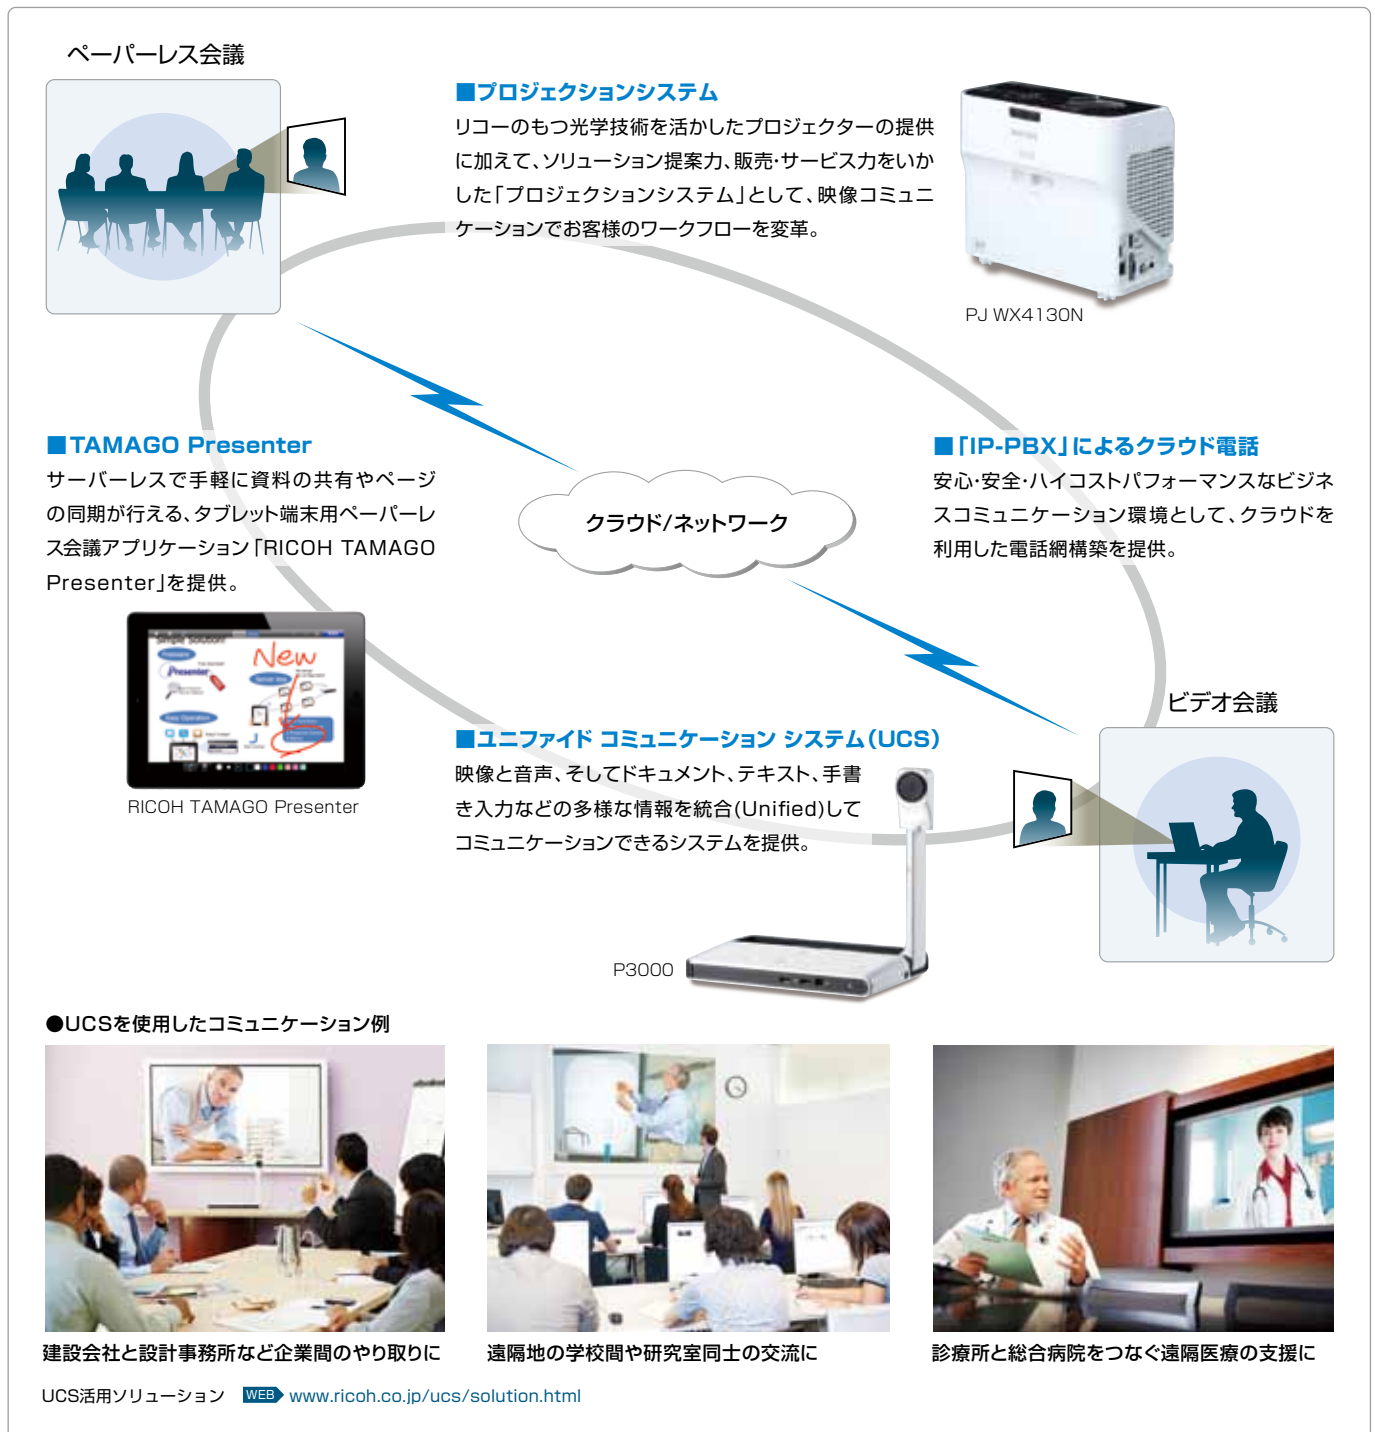 ペーパーレス会議
■プロジェクションシステム
リコーのもつ光学技術を活かしたプロジェクターの提供
に加えて、ソリューション提案力、販売・サービス力をいか
した「プロジェクションシステム」として、映像コミュニ
ケーションでお客様のワークフローを変革。
PJ WX4130N
■TAMAGO Presenter
サーバーレスで手軽に資料の共有やページ
の同期が行える、タブレット端末用ペーパーレ
ス会議アプリケーション「RICOH TAMAGO
Presenter」を提供。
Simple Solution!
New
Presenter
Easy Operation
RICOH TAMAGO Presenter
クラウド/ネットワーク
■「IP-PBX」によるクラウド電話
安心・安全・ハイコストパフォーマンスなビジネ
スコミュニケーション環境として、クラウドを
利用した電話網構築を提供。
ビデオ会議
■ユニファイド コミュニケーション システム（UCS）
映像と音声、そしてドキュメント、テキスト、手書
き入力などの多様な情報を統合(Unified)して
コミュニケーションできるシステムを提供。
P3000
●UCSを使用したコミュニケーション例
建設会社と設計事務所など企業間のやり取りに
遠隔地の学校間や研究室同士の交流に
診療所と総合病院をつなぐ遠隔医療の支援に
UCS活用ソリューション WEB www.ricoh.co.jp/ucs/solution.html